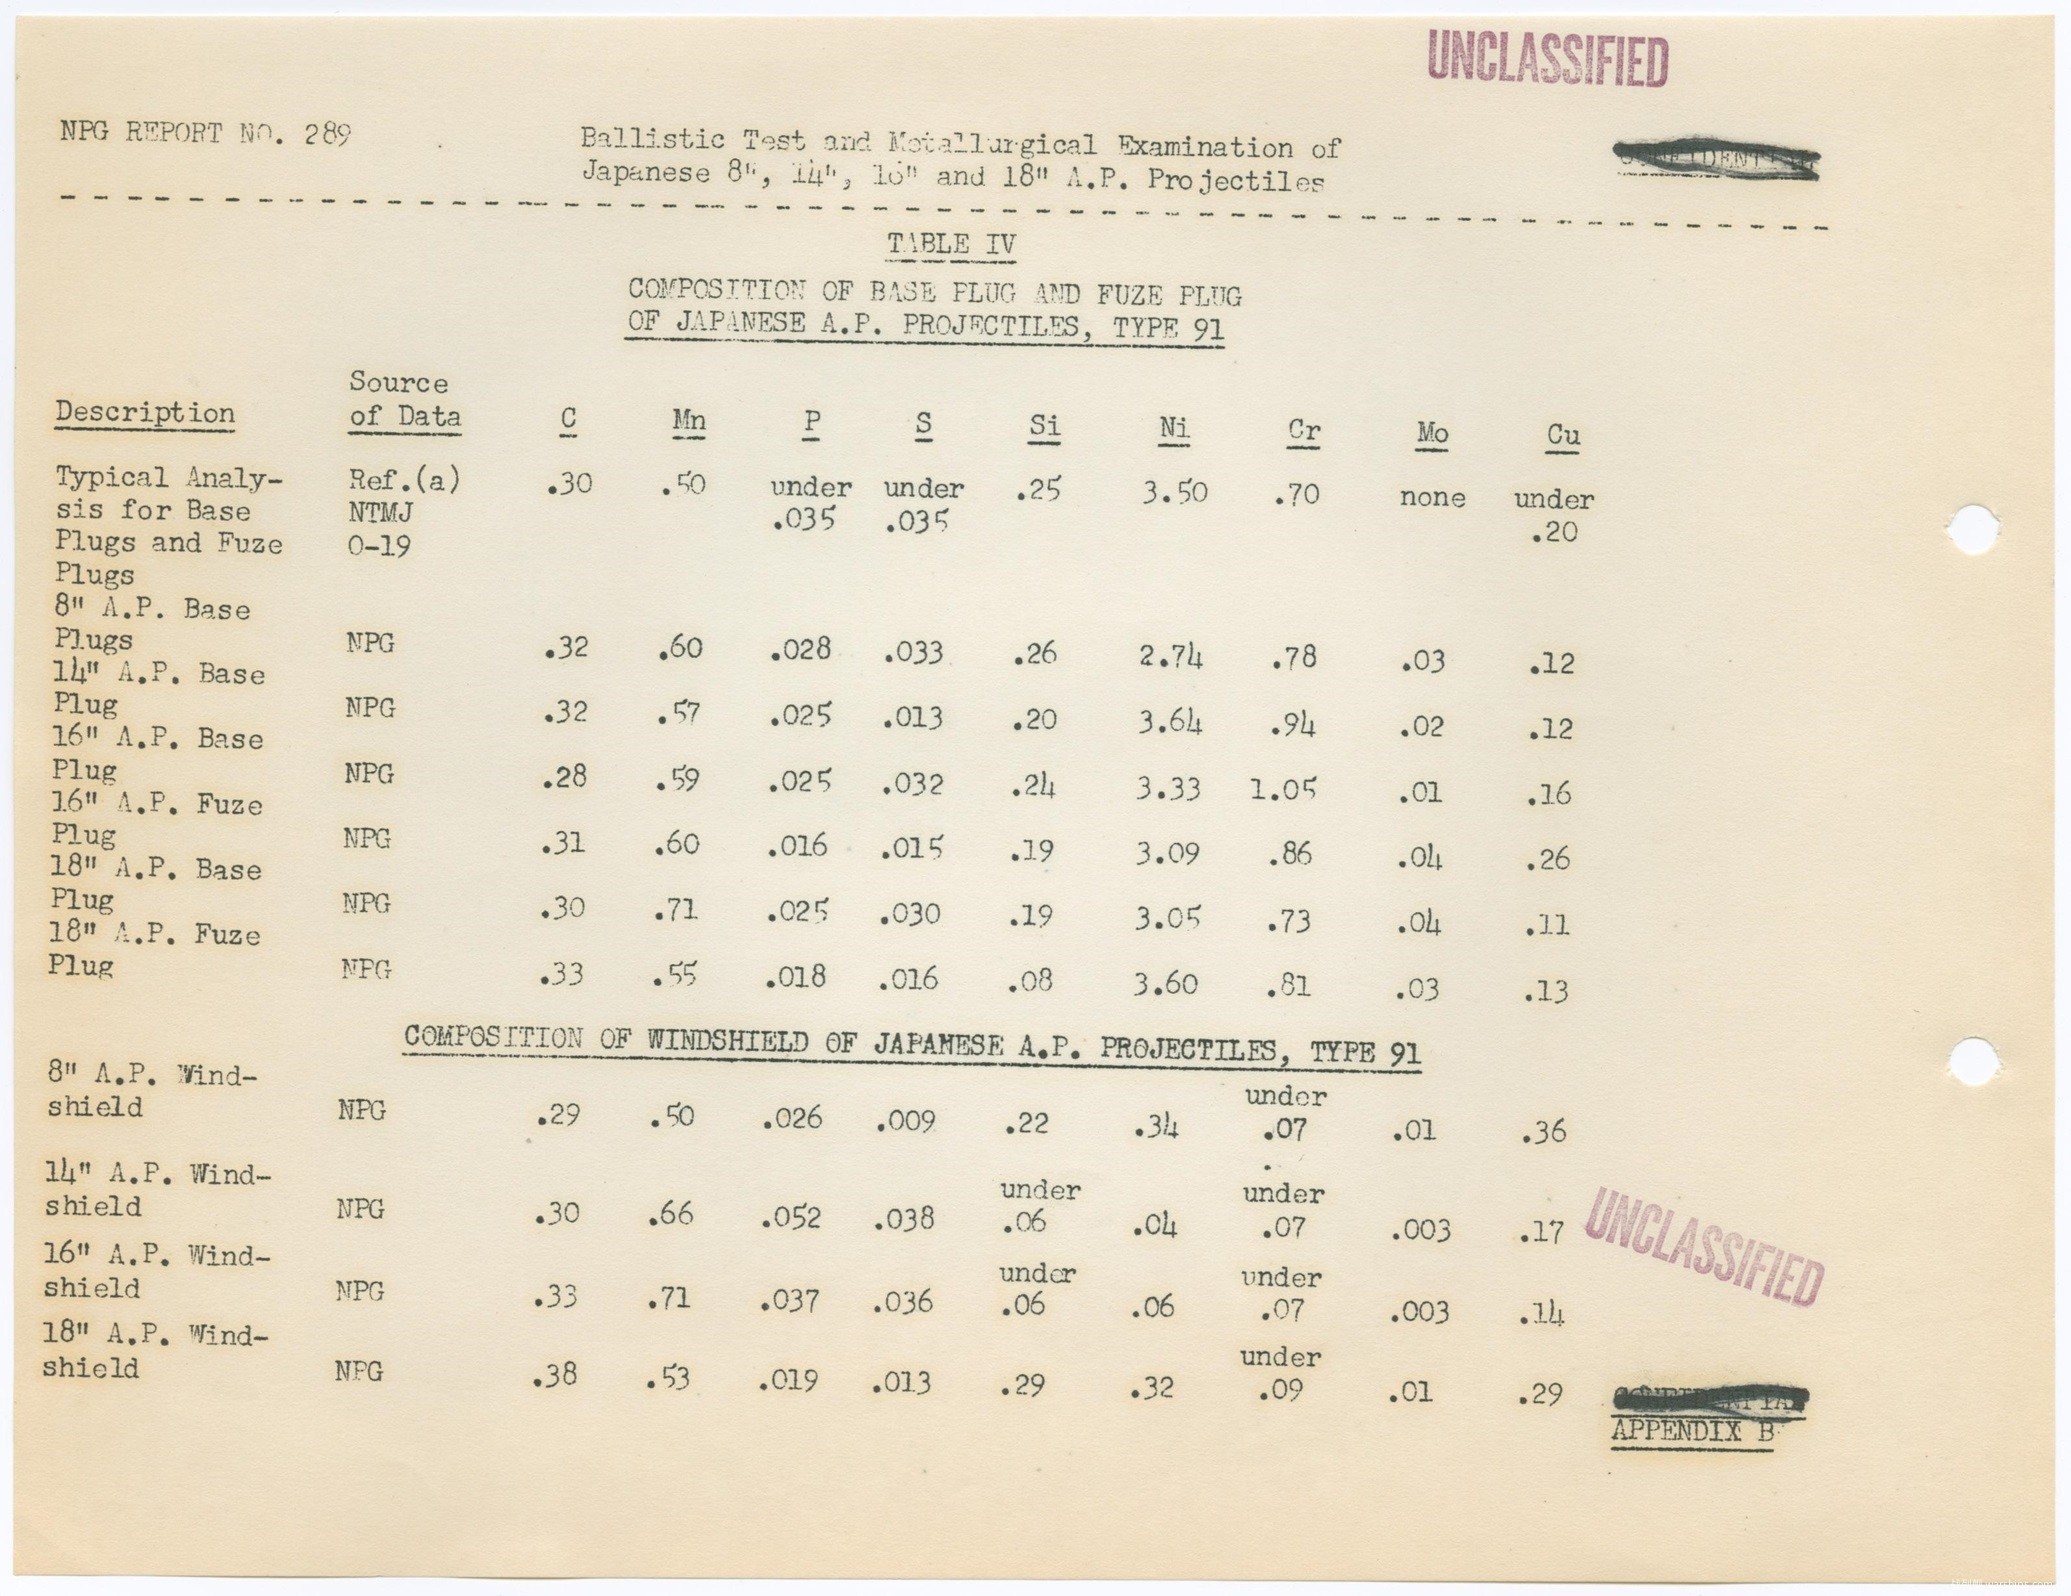 UNCLASSIFIED
NPG REPORT NO. 289
Ballistic Test and Metallurgical Examination of
Japanese 8", 14", 16" and 18" A.P. Projectiles
CONFIDENTIAL
TABLE IV
COMPOSITION OF BASE PLUG AND FUZE PLUG
OF JAPANESE A.P. PROJECTILES, TYPE 91
Source
Description of Data C Mn P S Si Ni Cr Mo Cu
Typical Analy- Ref.(a) .30 .50 under under .25 3.50 .70 none under
sis for Base NTMJ .035 .035 .20
Plugs and Fuze 0-19
Plugs
8" A.P. Base
Plugs NPG .32 .60 .028 .033 .26 2.74 .78 .03 .12
14" A.P. Base
Plug NPG .32 .57 .025 .013 .20 3.64 .94 .02 .12
16" A.P. Base
Plug NPG .28 .59 .025 .032 .24 3.33 1.05 .01 .16
16" A.P. Fuze
Plug NPG .31 .60 .016 .015 .19 3.09 .86 .04 .26
18" A.P. Base
Plug NPG .30 .71 .025 .030 .19 3.05 .73 .04 .11
18" A.P. Fuze
Plug NPG .33 .55 .018 .016 .08 3.60 .81 .03 .13
COMPOSITION OF WINDSHIELD OF JAPANESE A.P. PROJECTILES, TYPE 91
8" A.P. Wind- under
shield NPG .29 .50 .026 .009 .22 .34 .07 .01 .36
14" A.P. Wind- under under
shield NPG .30 .66 .052 .038 .06 .04 .07 .003 .17
16" A.P. Wind- under under
shield NPG .33 .71 .037 .036 .06 .06 .07 .003 .14
18" A.P. Wind- under
shield NPG .38 .53 .019 .013 .29 .32 .09 .01 .29
UNCLASSIFIED
CONFIDENTIAL
APPENDIX B